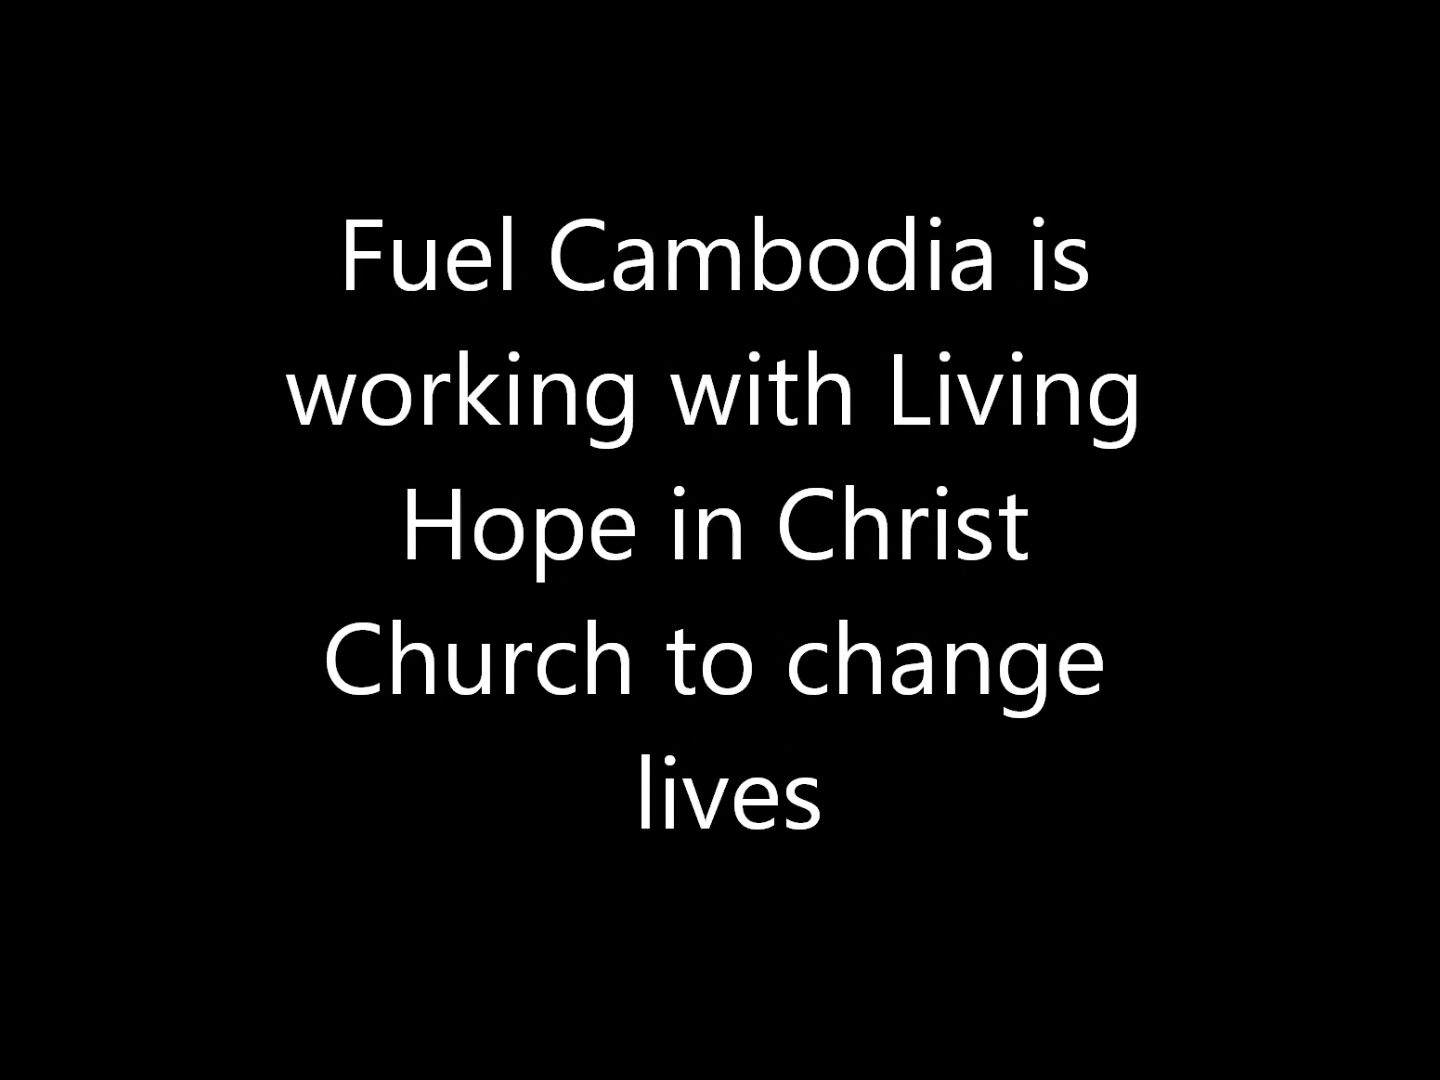 Fuel Cambodia is
working with Living
Hope in Christ
Church to change
lives